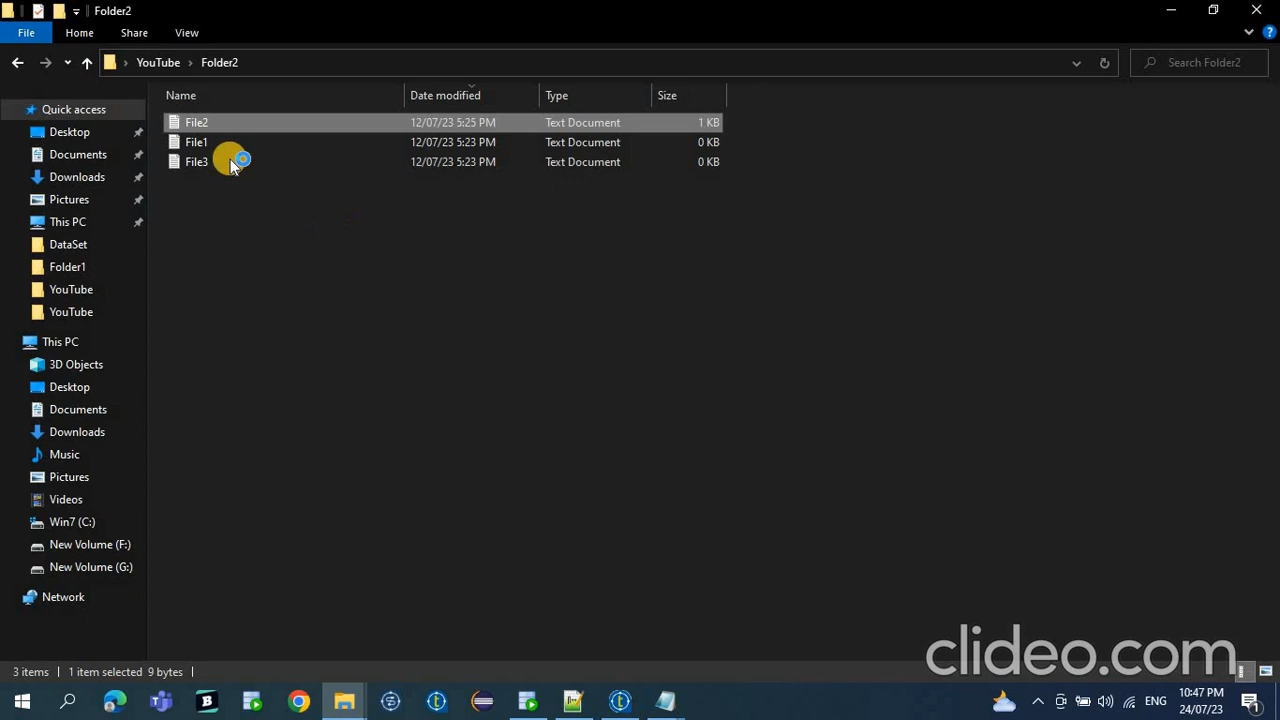 Folder2
File Home Share View
YouTube Folder2 Search Folder2
Name Date modified Type Size
Quick access
File2 12/07/23 5:25 PM Text Document 1 KB
Desktop
File1 12/07/23 5:23 PM Text Document 0 KB
Documents
File3 12/07/23 5:23 PM Text Document 0 KB
Downloads
Pictures
This PC
DataSet
Folder1
YouTube
YouTube
This PC
3D Objects
Desktop
Documents
Downloads
Music
Pictures
Videos
Win7 (C:)
New Volume (F:)
New Volume (G:)
Network
clideo.com
3 items 1 item selected 9 bytes
ENG 10:47 PM
24/07/23